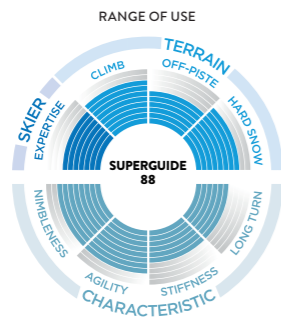 RANGE OF USE
TERRAIN
CLIMB
OFF-PISTE
SKIER
EXPERTISE
HARD SNOW
SUPERGUIDE
88
NIMBLENESS
LONG TURN
AGILITY
STIFFNESS
CHARACTERISTIC